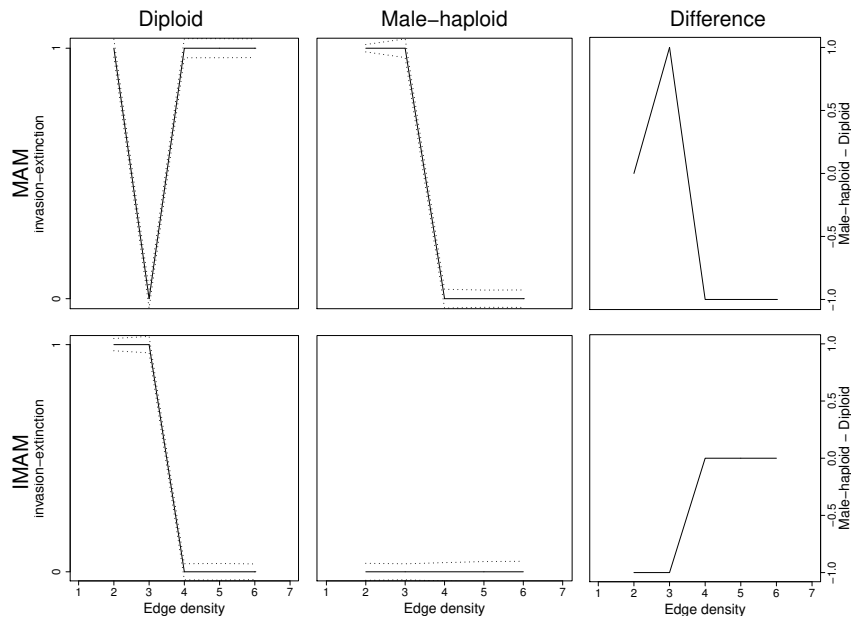 Diploid
Male−haploid
Difference
MAM
invasion−extinction
0
1
−1.0
−0.5
0.0
0.5
1.0
Male−haploid − Diploid
IMAM
invasion−extinction
0
1
−1.0
−0.5
0.0
0.5
1.0
Male−haploid − Diploid
1 2 3 4 5 6 7
Edge density
1 2 3 4 5 6 7
Edge density
1 2 3 4 5 6 7
Edge density